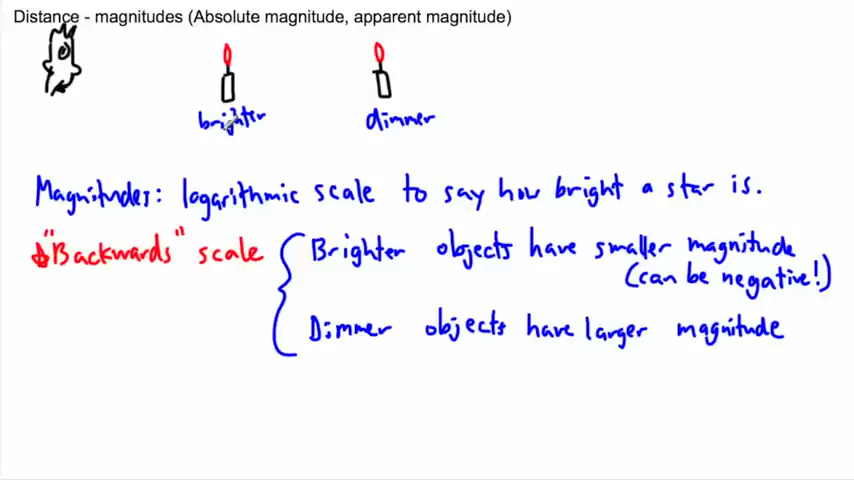 Distance - magnitudes (Absolute magnitude, apparent magnitude)
brighter dimmer
Magnitudes: logarithmic scale to say how bright a star is.
"Backwards" scale { Brighter objects have smaller magnitude
(can be negative!)
Dimmer objects have larger magnitude